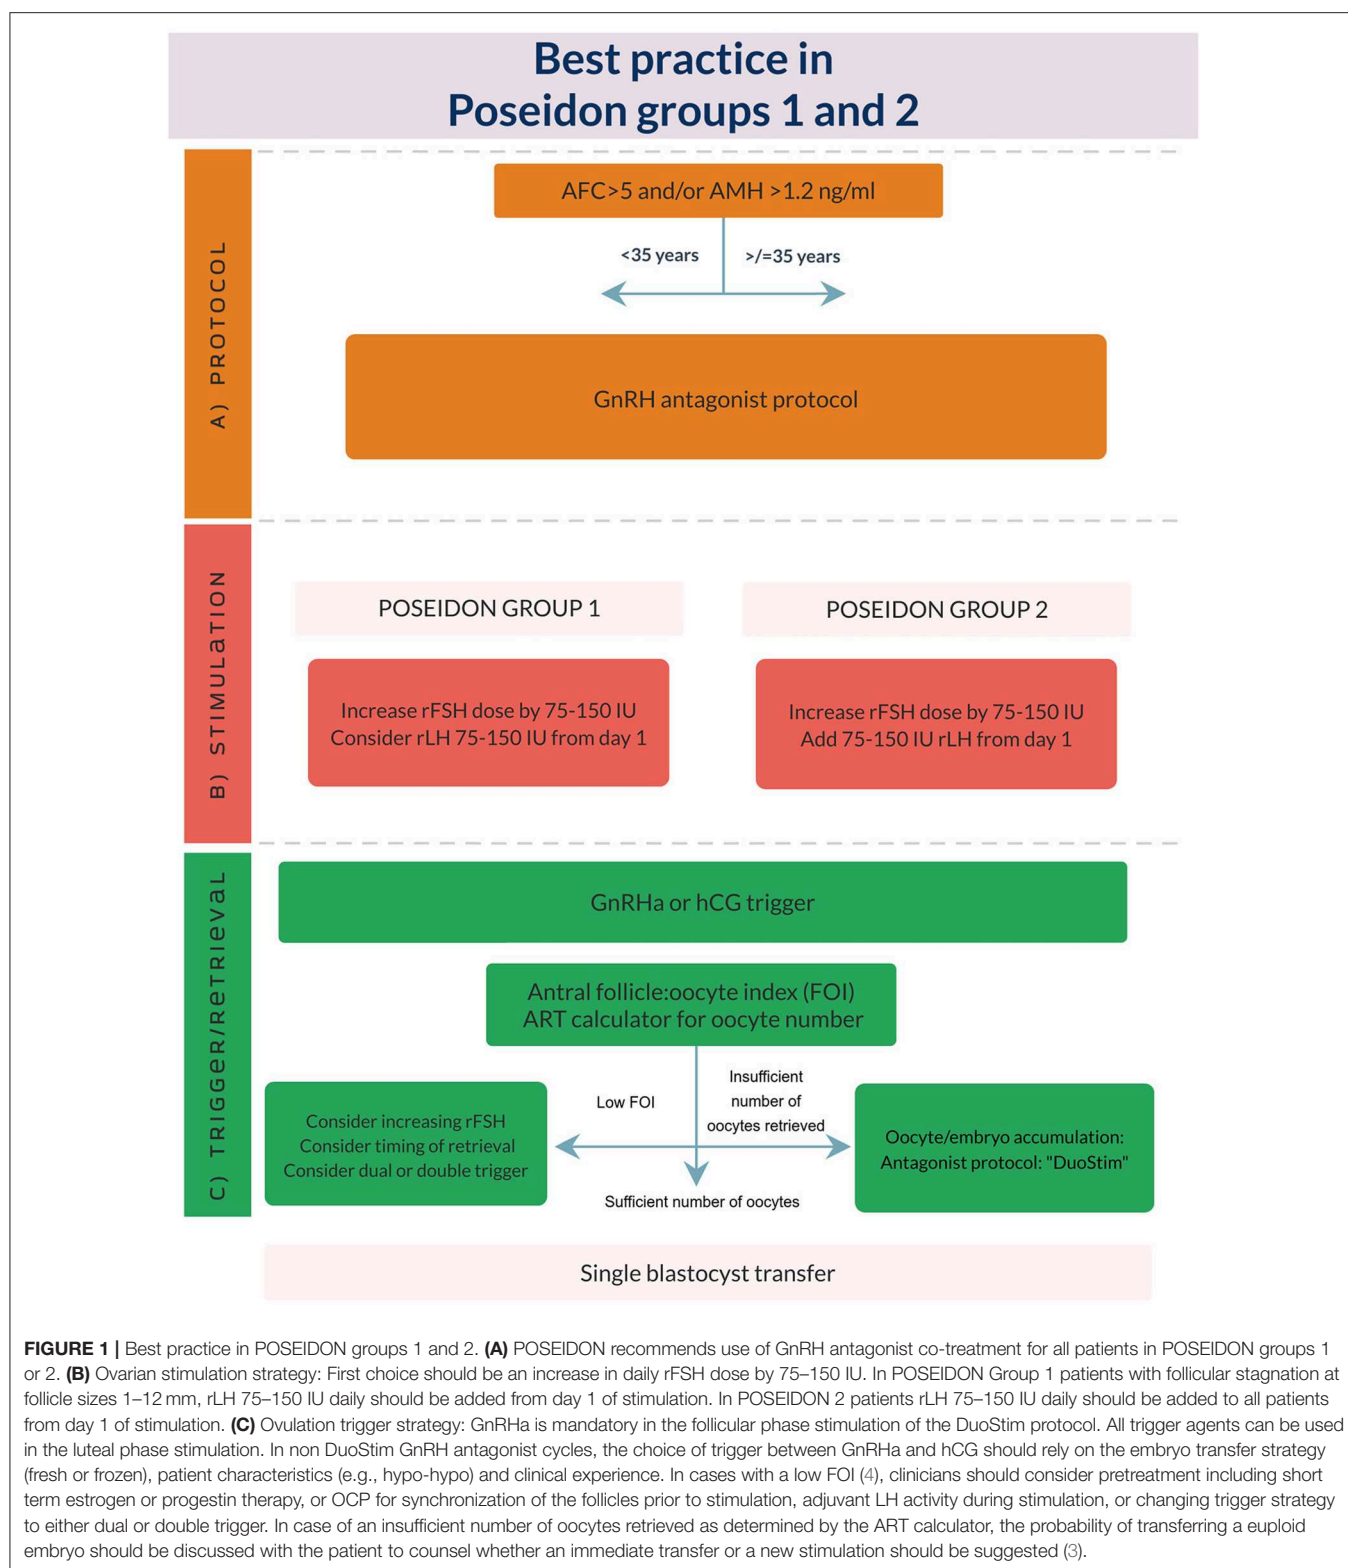 Best practice in
Poseidon groups 1 and 2
A) PROTOCOL
AFC>5 and/or AMH >1.2 ng/ml
<35 years
>/=35 years
GnRH antagonist protocol
B) STIMULATION
POSEIDON GROUP 1
POSEIDON GROUP 2
Increase rFSH dose by 75-150 IU
Consider rLH 75-150 IU from day 1
Increase rFSH dose by 75-150 IU
Add 75-150 IU rLH from day 1
C) TRIGGER/RETRIEVAL
GnRHa or hCG trigger
Antral follicle:oocyte index (FOI)
ART calculator for oocyte number
Low FOI
Insufficient
number of
oocytes retrieved
Consider increasing rFSH
Consider timing of retrieval
Consider dual or double trigger
Oocyte/embryo accumulation:
Antagonist protocol: "DuoStim"
Sufficient number of oocytes
Single blastocyst transfer
FIGURE 1 | Best practice in POSEIDON groups 1 and 2. (A) POSEIDON recommends use of GnRH antagonist co-treatment for all patients in POSEIDON groups 1
or 2. (B) Ovarian stimulation strategy: First choice should be an increase in daily rFSH dose by 75–150 IU. In POSEIDON Group 1 patients with follicular stagnation at
follicle sizes 1–12 mm, rLH 75–150 IU daily should be added from day 1 of stimulation. In POSEIDON 2 patients rLH 75–150 IU daily should be added to all patients
from day 1 of stimulation. (C) Ovulation trigger strategy: GnRHa is mandatory in the follicular phase stimulation of the DuoStim protocol. All trigger agents can be used
in the luteal phase stimulation. In non DuoStim GnRH antagonist cycles, the choice of trigger between GnRHa and hCG should rely on the embryo transfer strategy
(fresh or frozen), patient characteristics (e.g., hypo-hypo) and clinical experience. In cases with a low FOI (4), clinicians should consider pretreatment including short
term estrogen or progestin therapy, or OCP for synchronization of the follicles prior to stimulation, adjuvant LH activity during stimulation, or changing trigger strategy
to either dual or double trigger. In case of an insufficient number of oocytes retrieved as determined by the ART calculator, the probability of transferring a euploid
embryo should be discussed with the patient to counsel whether an immediate transfer or a new stimulation should be suggested (3).